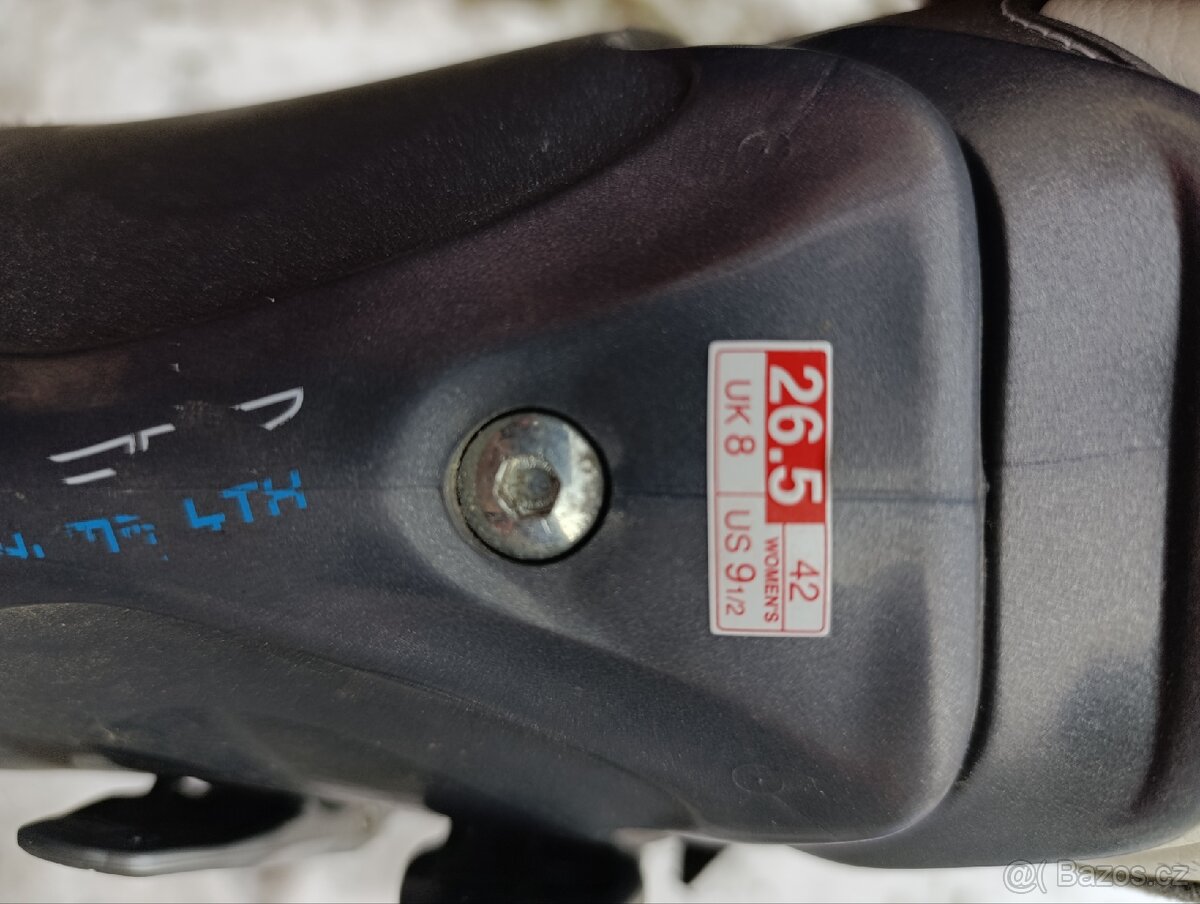 26.5 42
WOMEN'S
UK 8 US 9 1/2
@( Bazos.cz